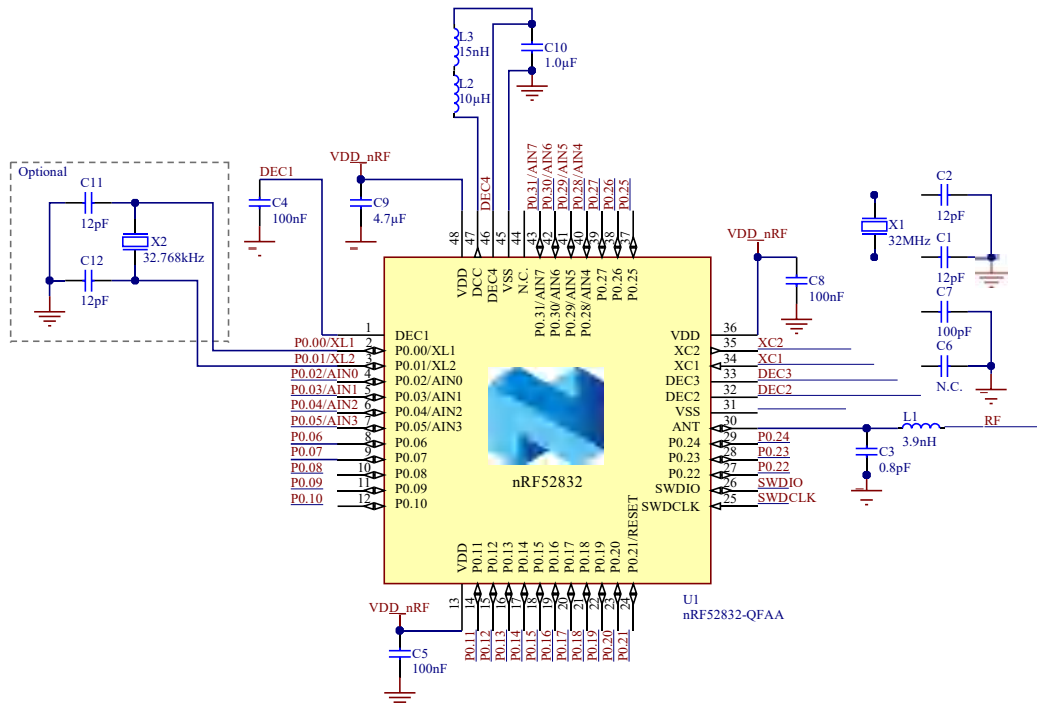 L3
15nH
L2
10µH
C10
1.0µF
Optional
C11
12pF
X2
32.768kHz
C12
12pF
DEC1
C4
100nF
VDD_nRF
C9
4.7µF
DEC4
P0.31/AIN7
P0.30/AIN6
P0.29/AIN5
P0.28/AIN4
P0.27
P0.26
P0.25
48
47
46
45
44
43
42
41
40
39
38
37
VDD
DCC
DEC4
VSS
N.C.
P0.31/AIN7
P0.30/AIN6
P0.29/AIN5
P0.28/AIN4
P0.27
P0.26
P0.25
VDD_nRF
C8
100nF
X1
32MHz
C2
12pF
C1
12pF
C7
100pF
C6
N.C.
1 DEC1
P0.00/XL1 2 P0.00/XL1
P0.01/XL2 3 P0.01/XL2
P0.02/AIN0 4 P0.02/AIN0
P0.03/AIN1 5 P0.03/AIN1
P0.04/AIN2 6 P0.04/AIN2
P0.05/AIN3 7 P0.05/AIN3
P0.06 8 P0.06
P0.07 9 P0.07
P0.08 10 P0.08
P0.09 11 P0.09
P0.10 12 P0.10
nRF52832
VDD 36
XC2 35 XC2
XC1 34 XC1
DEC3 33 DEC3
DEC2 32 DEC2
VSS 31
ANT 30
P0.24 29 P0.24
P0.23 28 P0.23
P0.22 27 P0.22
SWDIO 26 SWDIO
SWDCLK 25 SWDCLK
L1
3.9nH
RF
C3
0.8pF
VDD
P0.11
P0.12
P0.13
P0.14
P0.15
P0.16
P0.17
P0.18
P0.19
P0.20
P0.21/RESET
13
14
15
16
17
18
19
20
21
22
23
24
U1
nRF52832-QFAA
VDD_nRF
C5
100nF
P0.11
P0.12
P0.13
P0.14
P0.15
P0.16
P0.17
P0.18
P0.19
P0.20
P0.21